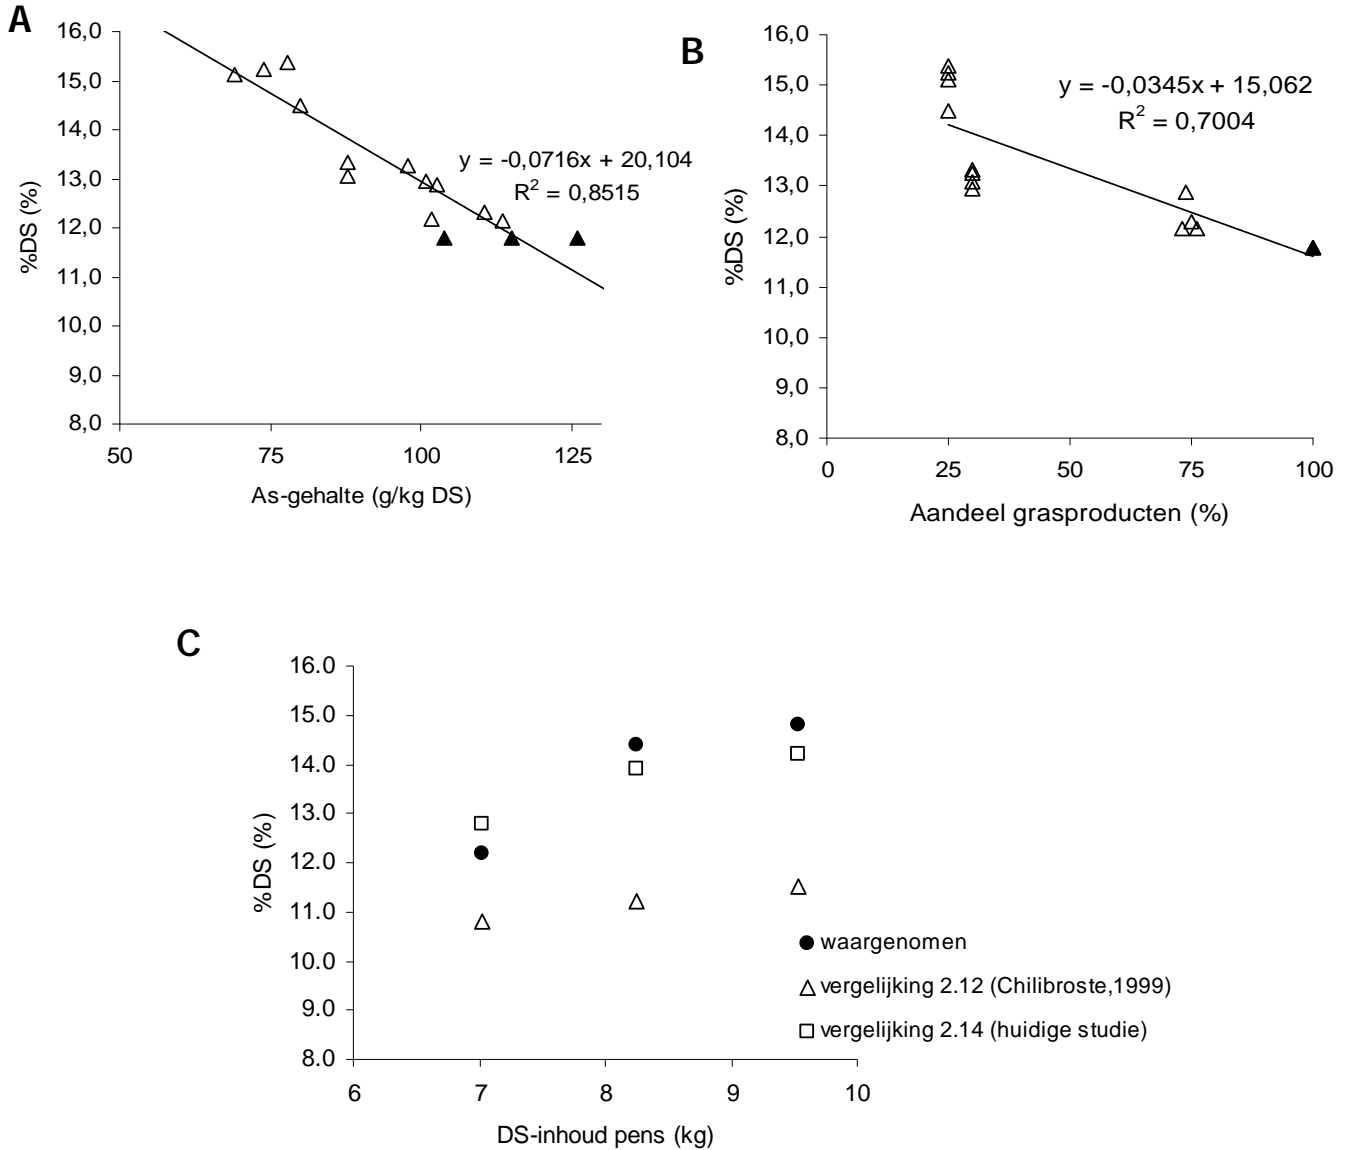 A
16,0
15,0
14,0
13,0
12,0
11,0
10,0
9,0
8,0
%DS (%)
y = -0,0716x + 20,104
R² = 0,8515
50 75 100 125
As-gehalte (g/kg DS)
B
16,0
15,0
14,0
13,0
12,0
11,0
10,0
9,0
8,0
%DS (%)
y = -0,0345x + 15,062
R² = 0,7004
0 25 50 75 100
Aandeel grasproducten (%)
C
16.0
15.0
14.0
13.0
12.0
11.0
10.0
9.0
8.0
%DS (%)
waargenomen
vergelijking 2.12 (Chilibroste,1999)
vergelijking 2.14 (huidige studie)
6 7 8 9 10
DS-inhoud pens (kg)